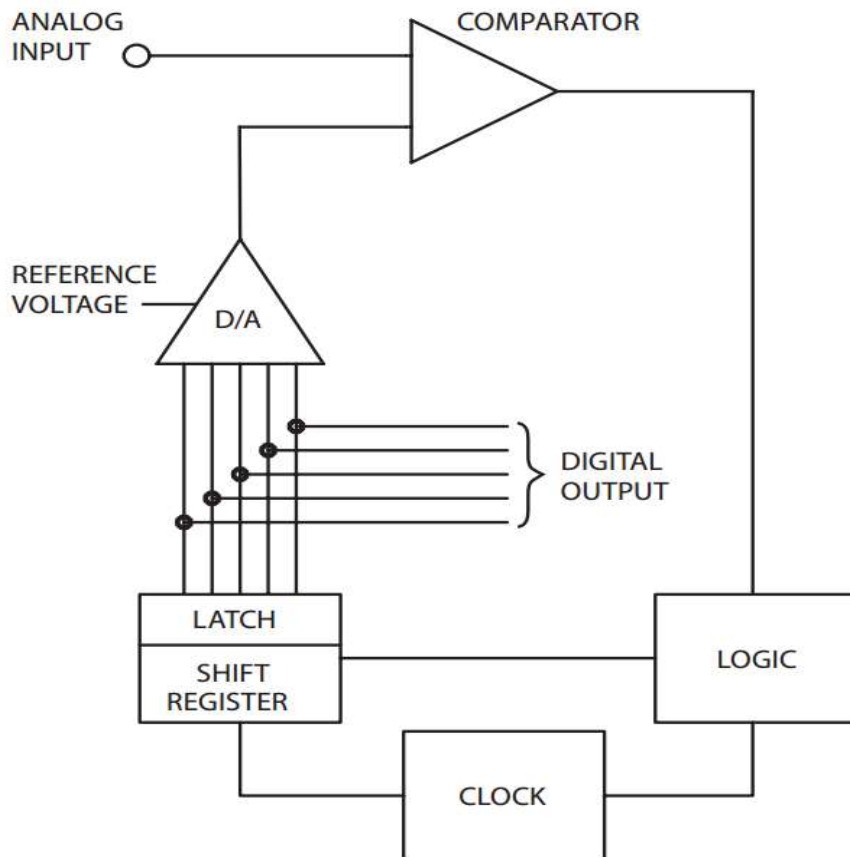 ANALOG
INPUT
COMPARATOR
REFERENCE
VOLTAGE
D/A
DIGITAL
OUTPUT
LATCH
SHIFT
REGISTER
LOGIC
CLOCK